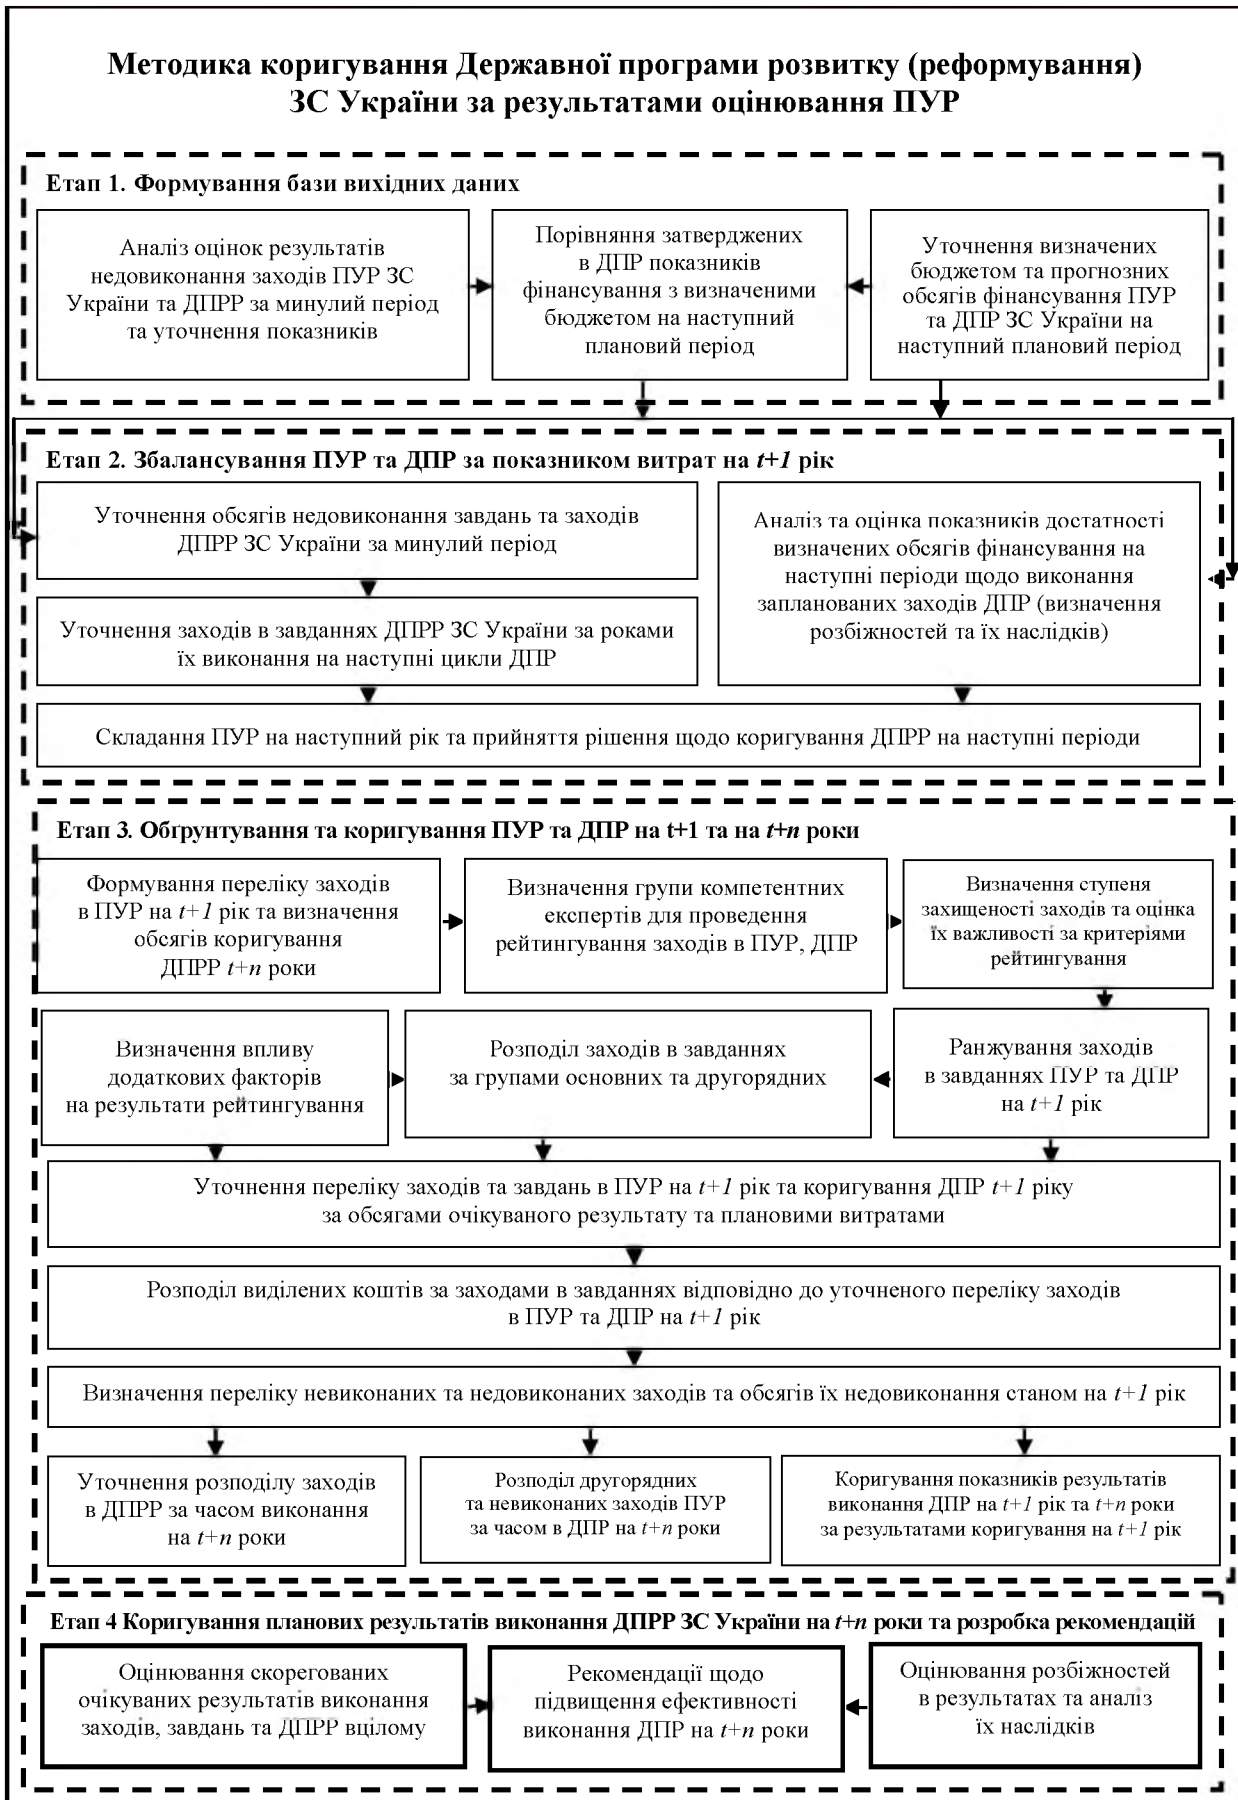 Методика коригування Державної програми розвитку (реформування)
ЗС України за результатами оцінювання ПУР
Етап 1. Формування бази вихідних даних
Аналіз оцінок результатів
недовиконання заходів ПУР ЗС
України та ДПРР за минулий період
та уточнення показників
Порівняння затверджених
в ДПР показників
фінансування з визначеними
бюджетом на наступний
плановий період
Уточнення визначених
бюджетом та прогнозних
обсягів фінансування ПУР
та ДПР ЗС України на
наступний плановий період
Етап 2. Збалансування ПУР та ДПР за показником витрат на t+1 рік
Уточнення обсягів недовиконання завдань та заходів
ДПРР ЗС України за минулий період
Аналіз та оцінка показників достатності
визначених обсягів фінансування на
наступні періоди щодо виконання
запланованих заходів ДПР (визначення
розбіжностей та їх наслідків)
Уточнення заходів в завданнях ДПРР ЗС України за роками
їх виконання на наступні цикли ДПР
Складання ПУР на наступний рік та прийняття рішення щодо коригування ДПРР на наступні періоди
Етап 3. Обґрунтування та коригування ПУР та ДПР на t+1 та на t+n роки
Формування переліку заходів
в ПУР на t+1 рік та визначення
обсягів коригування
ДПРР t+n роки
Визначення групи компетентних
експертів для проведення
рейтингування заходів в ПУР, ДПР
Визначення ступеня
захищеності заходів та оцінка
їх важливості за критеріями
рейтингування
Визначення впливу
додаткових факторів
на результати рейтингування
Розподіл заходів в завданнях
за групами основних та другорядних
Ранжування заходів
в завданнях ПУР та ДПР
на t+1 рік
Уточнення переліку заходів та завдань в ПУР на t+1 рік та коригування ДПР t+1 ріку
за обсягами очікуваного результату та плановими витратами
Розподіл виділених коштів за заходами в завданнях відповідно до уточненого переліку заходів
в ПУР та ДПР на t+1 рік
Визначення переліку невиконаних та недовиконаних заходів та обсягів їх недовиконання станом на t+1 рік
Уточнення розподілу заходів
в ДПРР за часом виконання
на t+n роки
Розподіл другорядних
та невиконаних заходів ПУР
за часом в ДПР на t+n роки
Коригування показників результатів
виконання ДПР на t+1 рік та t+n роки
за результатами коригування на t+1 рік
Етап 4 Коригування планових результатів виконання ДПРР ЗС України на t+n роки та розробка рекомендацій
Оцінювання скорегованих
очікуваних результатів виконання
заходів, завдань та ДПРР вцілому
Рекомендації щодо
підвищення ефективності
виконання ДПР на t+n роки
Оцінювання розбіжностей
в результатах та аналіз
їх наслідків